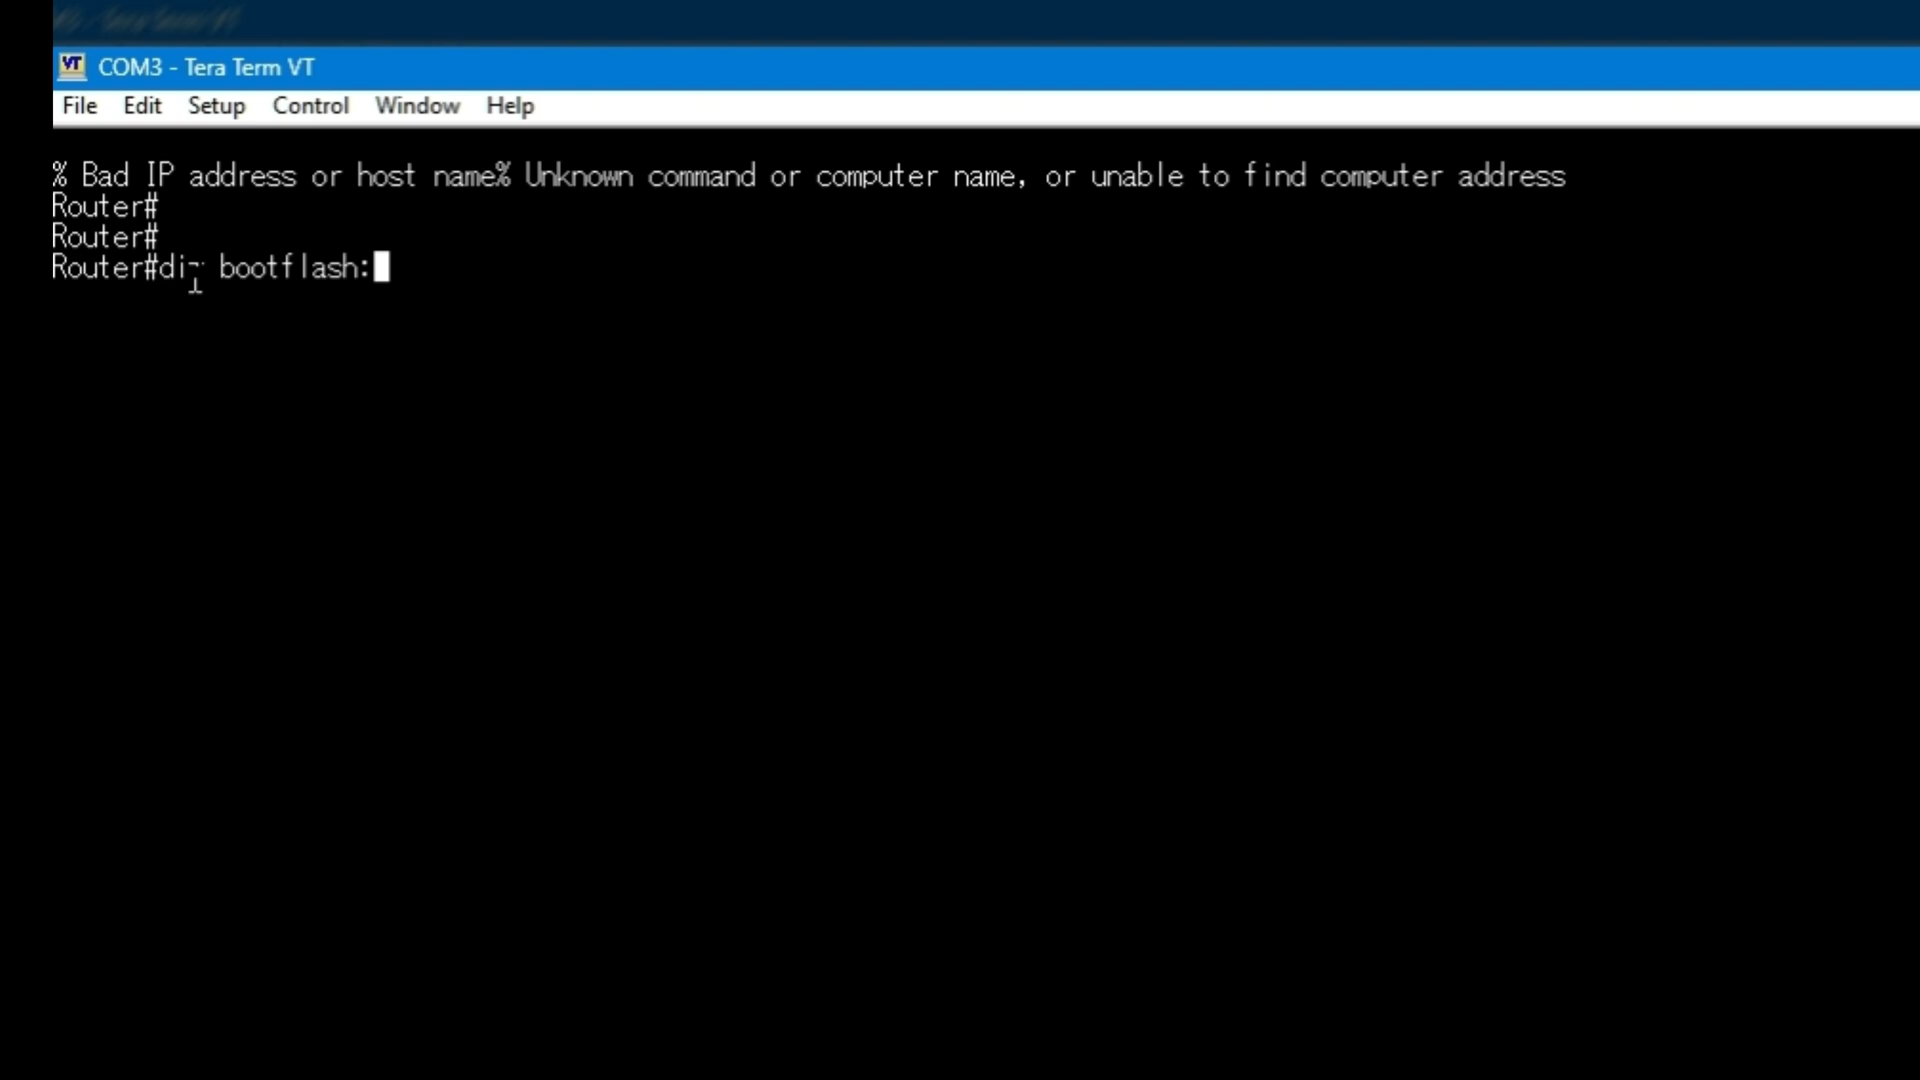 COM3 - Tera Term VT
File Edit Setup Control Window Help
% Bad IP address or host name% Unknown command or computer name, or unable to find computer address
Router#
Router#
Router#dir bootflash: